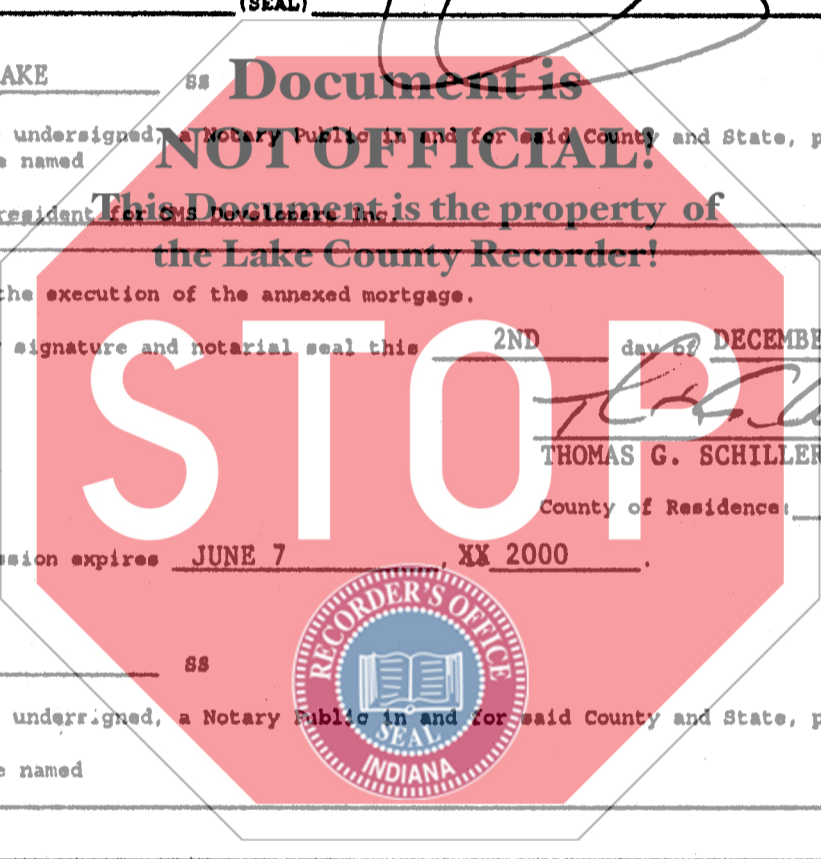 (SEAL)
AKE ss
Document is
undersigned, a Notary Public in and for said County and State, p
NOT OFFICIAL!
e named
This Document is the property of
resident for SMS Developers Inc.
the Lake County Recorder!
the execution of the annexed mortgage.
signature and notarial seal this 2ND day of DECEMBE
STOP
THOMAS G. SCHILLER
County of Residence:
sion expires JUNE 7, XX 2000.
RECORDER'S OFFICE
SEAL
INDIANA
ss
undersigned, a Notary Public in and for said County and State, p
e named